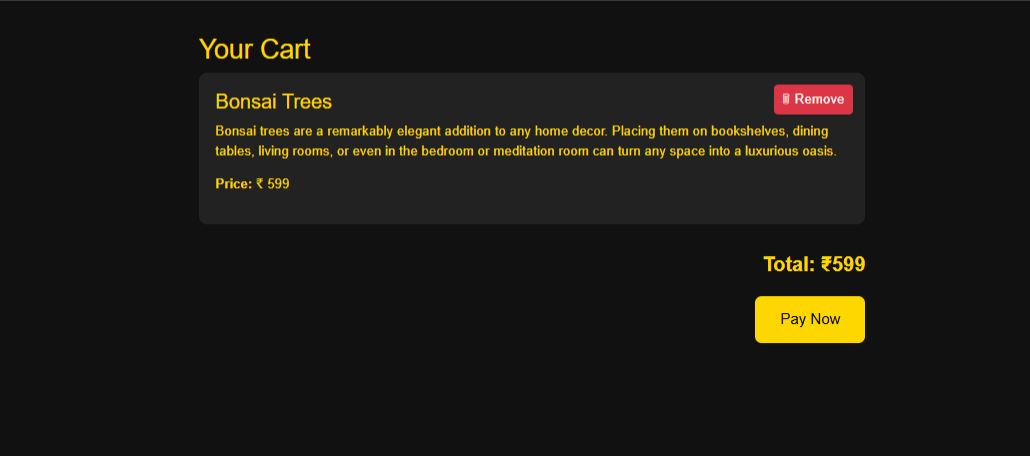 Your Cart
Bonsai Trees
Remove
Bonsai trees are a remarkably elegant addition to any home decor. Placing them on bookshelves, dining
tables, living rooms, or even in the bedroom or meditation room can turn any space into a luxurious oasis.
Price: ₹ 599
Total: ₹599
Pay Now